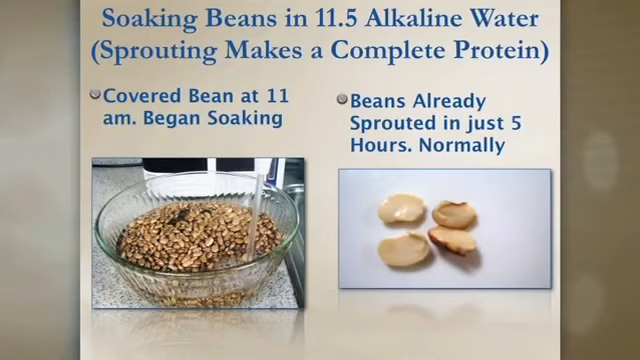 Soaking Beans in 11.5 Alkaline Water
(Sprouting Makes a Complete Protein)
Covered Bean at 11
am. Began Soaking
Beans Already
Sprouted in just 5
Hours. Normally